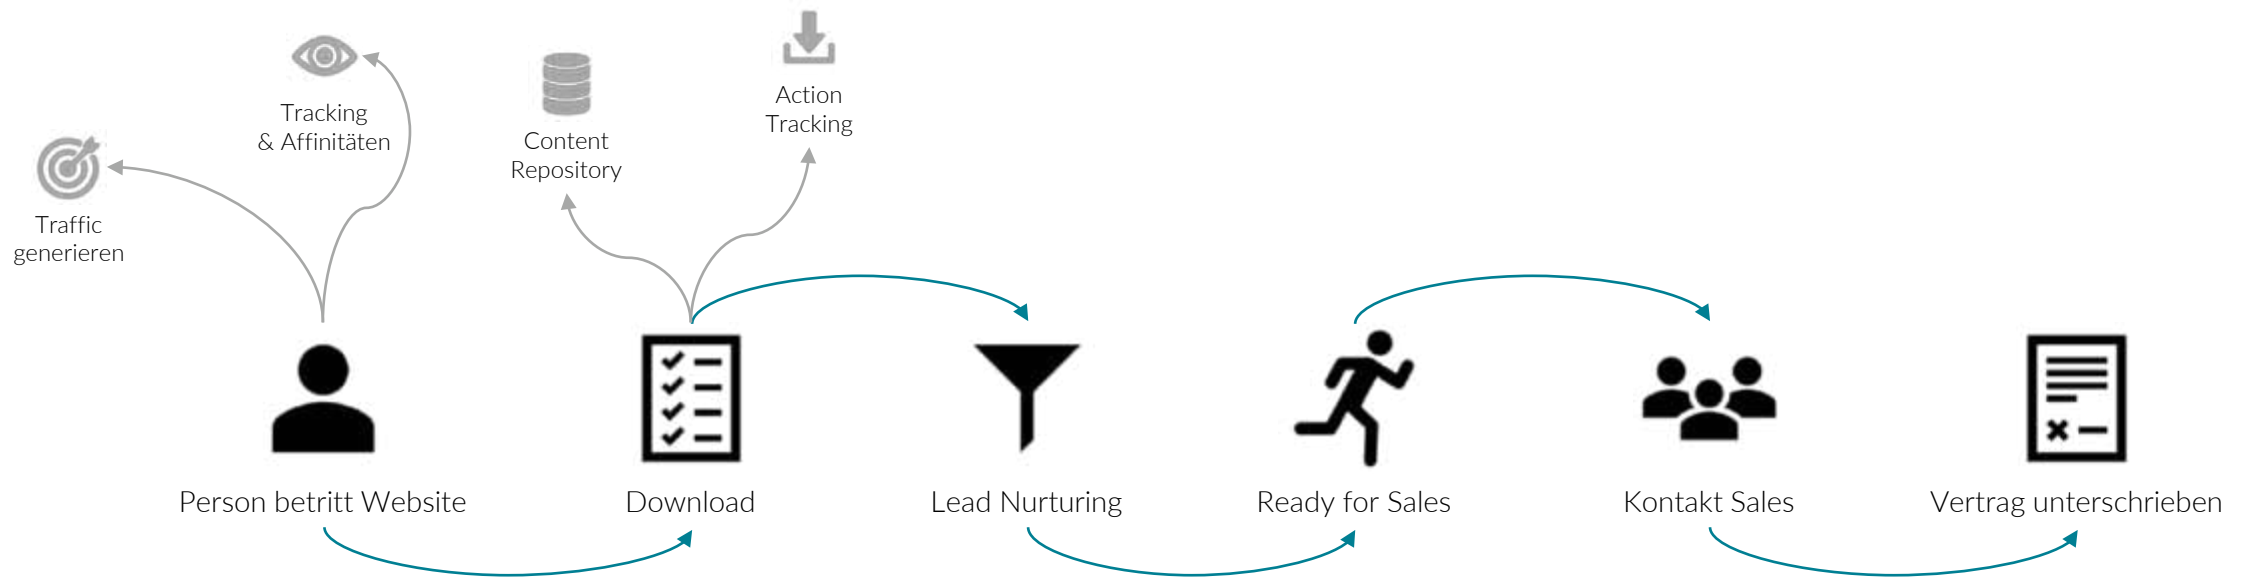 Traffic
generieren
Tracking
& Affinitäten
Content
Repository
Action
Tracking
Person betritt Website
Download
Lead Nurturing
Ready for Sales
Kontakt Sales
Vertrag unterschrieben